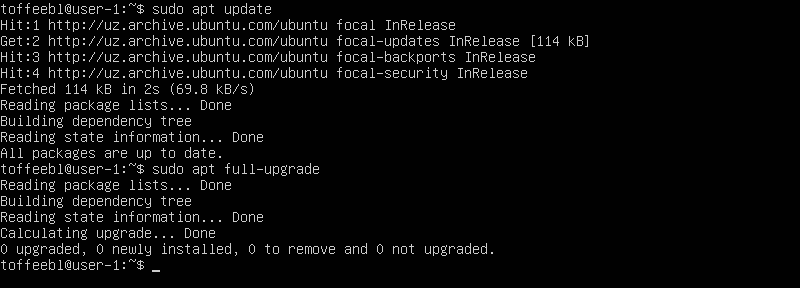 toffeebl@user-1:~$ sudo apt update
Hit:1 http://uz.archive.ubuntu.com/ubuntu focal InRelease
Get:2 http://uz.archive.ubuntu.com/ubuntu focal-updates InRelease [114 kB]
Hit:3 http://uz.archive.ubuntu.com/ubuntu focal-backports InRelease
Hit:4 http://uz.archive.ubuntu.com/ubuntu focal-security InRelease
Fetched 114 kB in 2s (69.8 kB/s)
Reading package lists... Done
Building dependency tree
Reading state information... Done
All packages are up to date.
toffeebl@user-1:~$ sudo apt full-upgrade
Reading package lists... Done
Building dependency tree
Reading state information... Done
Calculating upgrade... Done
0 upgraded, 0 newly installed, 0 to remove and 0 not upgraded.
toffeebl@user-1:~$ _